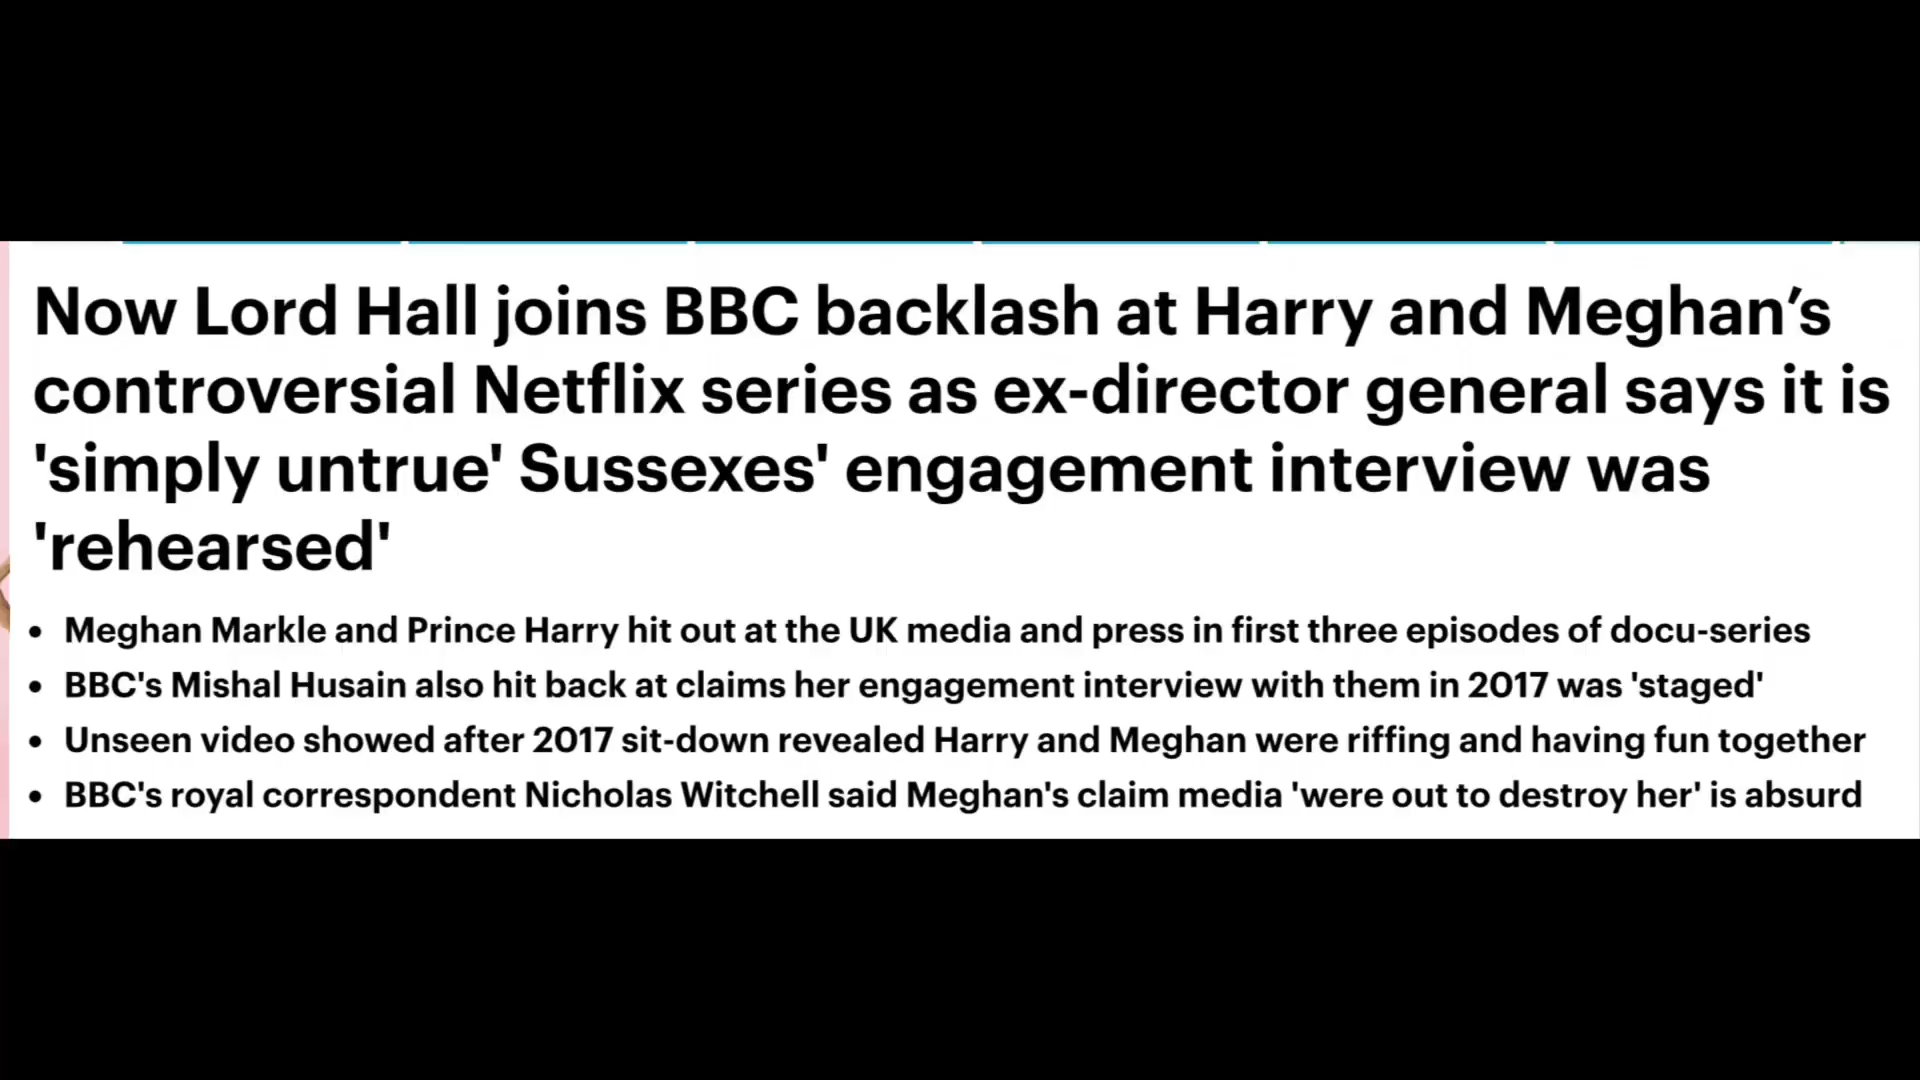 Now Lord Hall joins BBC backlash at Harry and Meghan’s
controversial Netflix series as ex-director general says it is
'simply untrue' Sussexes' engagement interview was
'rehearsed'
• Meghan Markle and Prince Harry hit out at the UK media and press in first three episodes of docu-series
• BBC's Mishal Husain also hit back at claims her engagement interview with them in 2017 was 'staged'
• Unseen video showed after 2017 sit-down revealed Harry and Meghan were riffing and having fun together
• BBC's royal correspondent Nicholas Witchell said Meghan's claim media 'were out to destroy her' is absurd